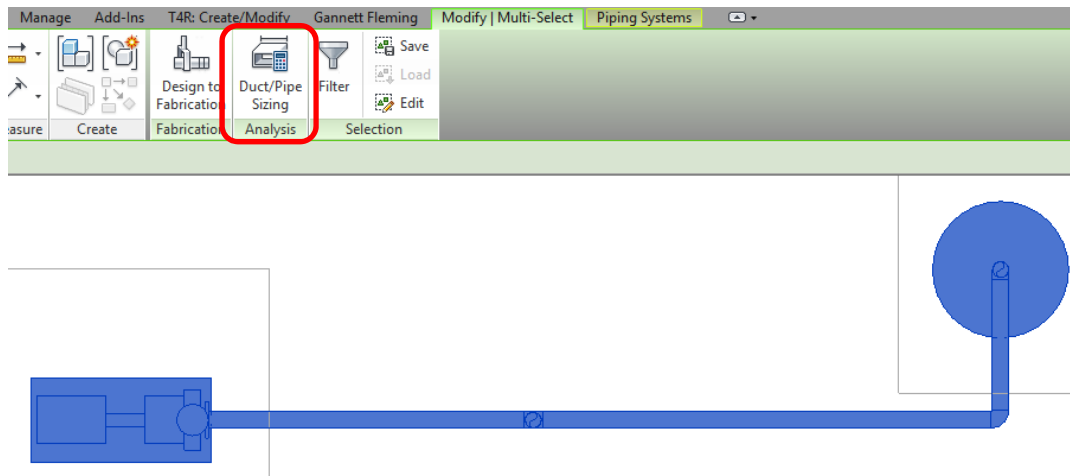 Manage Add-Ins T4R: Create/Modify Gannett Fleming Modify | Multi-Select Piping Systems
Save
Load
Design to Fabrication
Duct/Pipe Sizing
Filter
Edit
Create Fabrication Analysis Selection